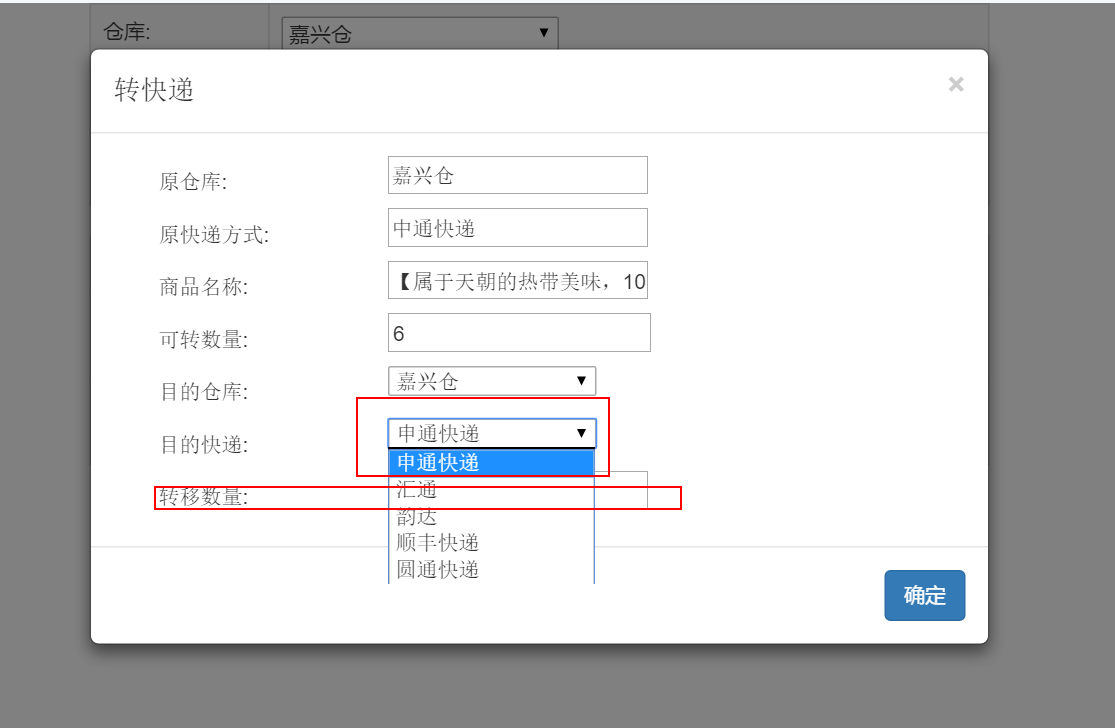 仓库:
嘉兴仓
转快递
×
原仓库:
嘉兴仓
原快递方式:
中通快递
商品名称:
【属于天朝的热带美味，10
可转数量:
6
目的仓库:
嘉兴仓
目的快递:
申通快递
申通快递
转移数量:
汇通
韵达
顺丰快递
圆通快递
确定